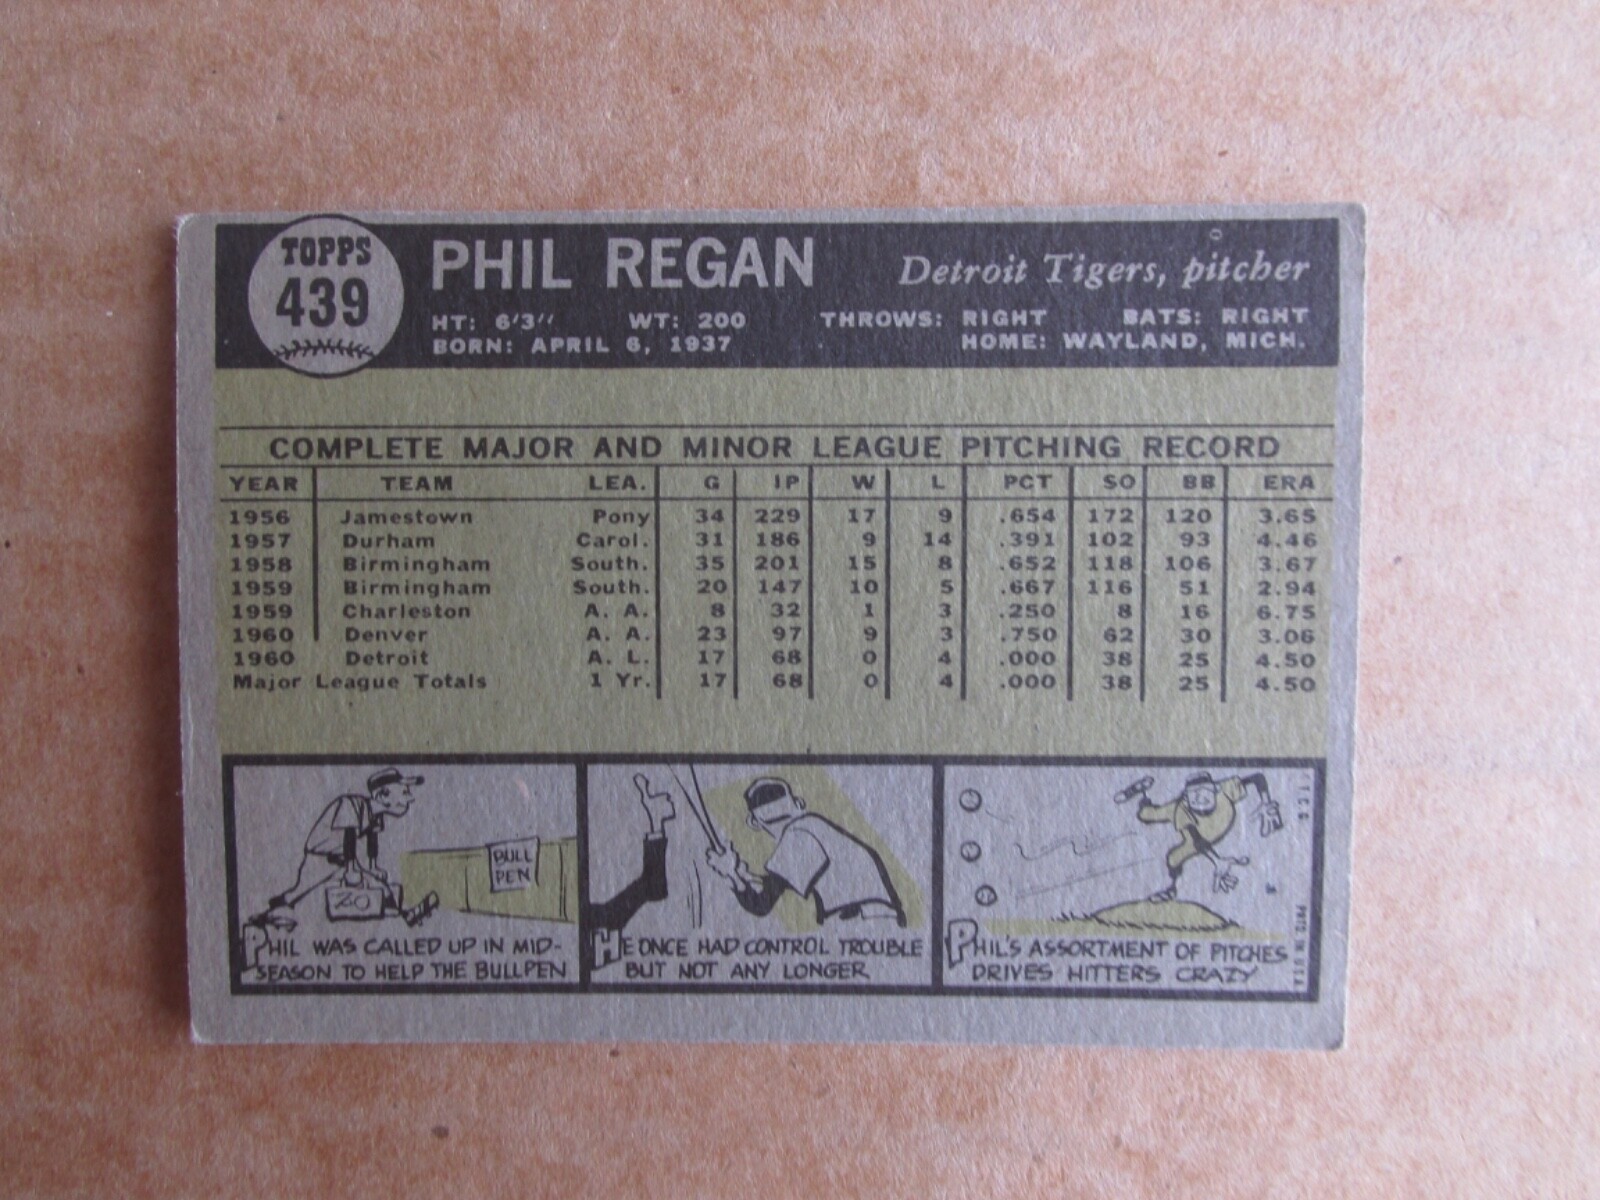 TOPPS
439
PHIL REGAN
Detroit Tigers, pitcher
HT: 6'3" WT: 200 THROWS: RIGHT BATS: RIGHT
BORN: APRIL 6, 1937 HOME: WAYLAND, MICH.
COMPLETE MAJOR AND MINOR LEAGUE PITCHING RECORD
YEAR TEAM LEA. G IP W L PCT SO BB ERA
1956 Jamestown Pony 34 229 17 9 .654 172 120 3.65
1957 Durham Carol. 31 186 9 14 .391 102 93 4.46
1958 Birmingham South. 35 201 15 8 .652 118 106 3.67
1959 Birmingham South. 20 147 10 5 .667 116 51 2.94
1959 Charleston A. A. 8 32 1 3 .250 8 16 6.75
1960 Denver A. A. 23 97 9 3 .750 62 30 3.06
1960 Detroit A. L. 17 68 0 4 .000 38 25 4.50
Major League Totals 1 Yr. 17 68 0 4 .000 38 25 4.50
BULL
PEN
PHIL WAS CALLED UP IN MID-
SEASON TO HELP THE BULLPEN
HE ONCE HAD CONTROL TROUBLE
BUT NOT ANY LONGER
PHIL'S ASSORTMENT OF PITCHES
DRIVES HITTERS CRAZY
T.C.G.
PRTD. IN U.S.A.